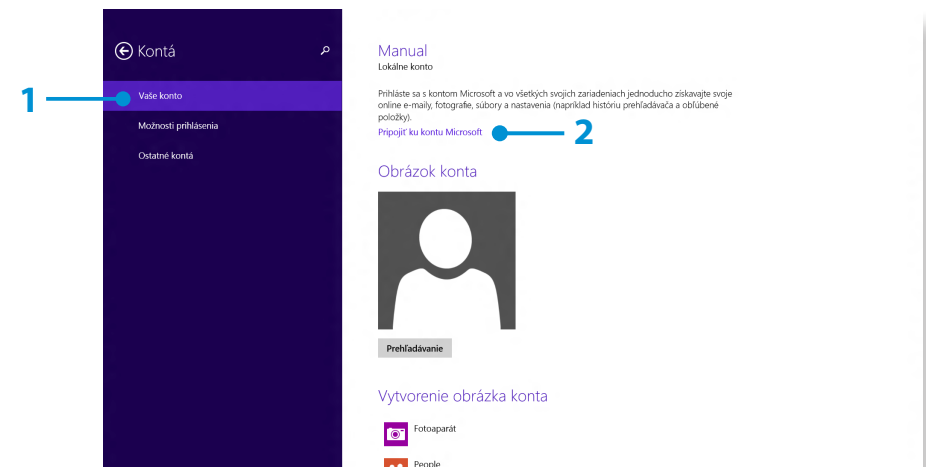 Kontá
1
Vaše konto
Možnosti prihlásenia
Ostatné kontá
Manual
Lokálne konto
Prihláste sa s kontom Microsoft a vo všetkých svojich zariadeniach jednoducho získavajte svoje
online e-maily, fotografie, súbory a nastavenia (napríklad históriu prehľadávača a obľúbené
položky).
Pripojiť ku kontu Microsoft
2
Obrázok konta
Prehľadávanie
Vytvorenie obrázka konta
Fotoaparát
People